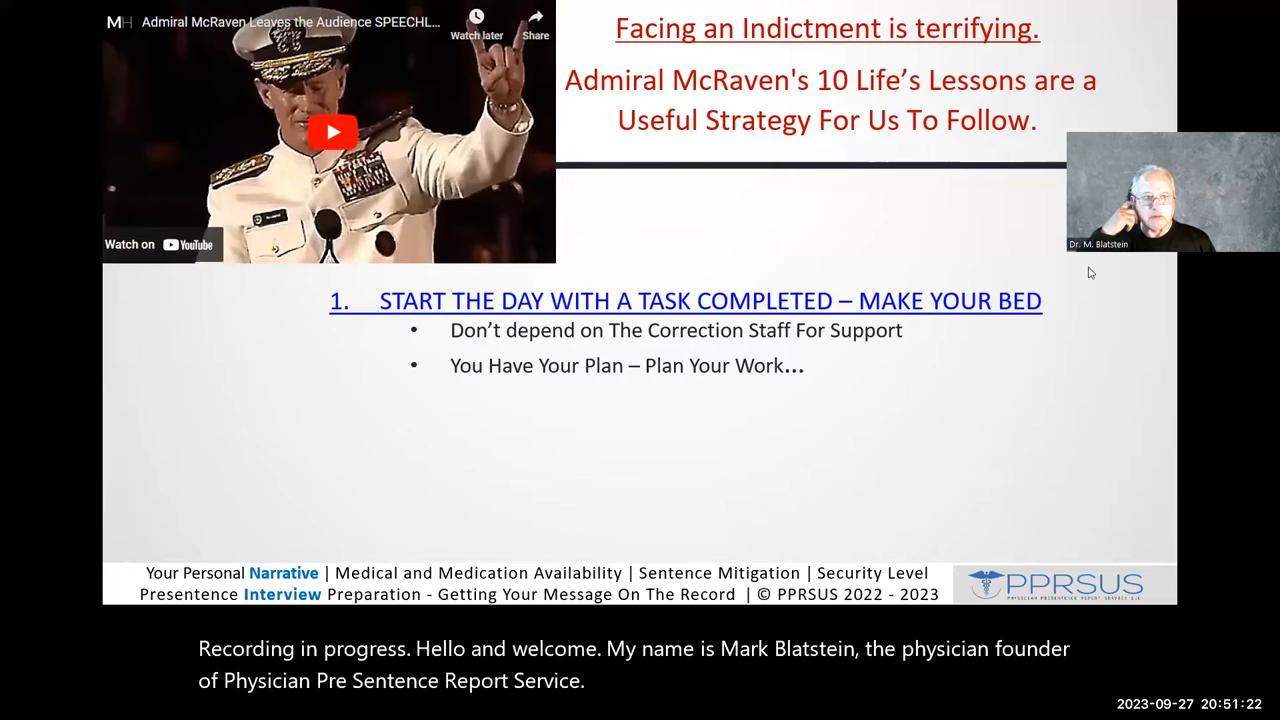 Admiral McRaven Leaves the Audience SPEECHL...
Watch later
Share
Watch on YouTube
Facing an Indictment is terrifying.
Admiral McRaven's 10 Life’s Lessons are a
Useful Strategy For Us To Follow.
Dr. M. Blatstein
1. START THE DAY WITH A TASK COMPLETED – MAKE YOUR BED
• Don’t depend on The Correction Staff For Support
• You Have Your Plan – Plan Your Work...
Your Personal Narrative | Medical and Medication Availability | Sentence Mitigation | Security Level
Presentence Interview Preparation - Getting Your Message On The Record | © PPRSUS 2022 - 2023
PPRSUS
PHYSICIAN PRESENTENCE REPORT SERVICE LLC
Recording in progress. Hello and welcome. My name is Mark Blatstein, the physician founder
of Physician Pre Sentence Report Service.
2023-09-27 20:51:22